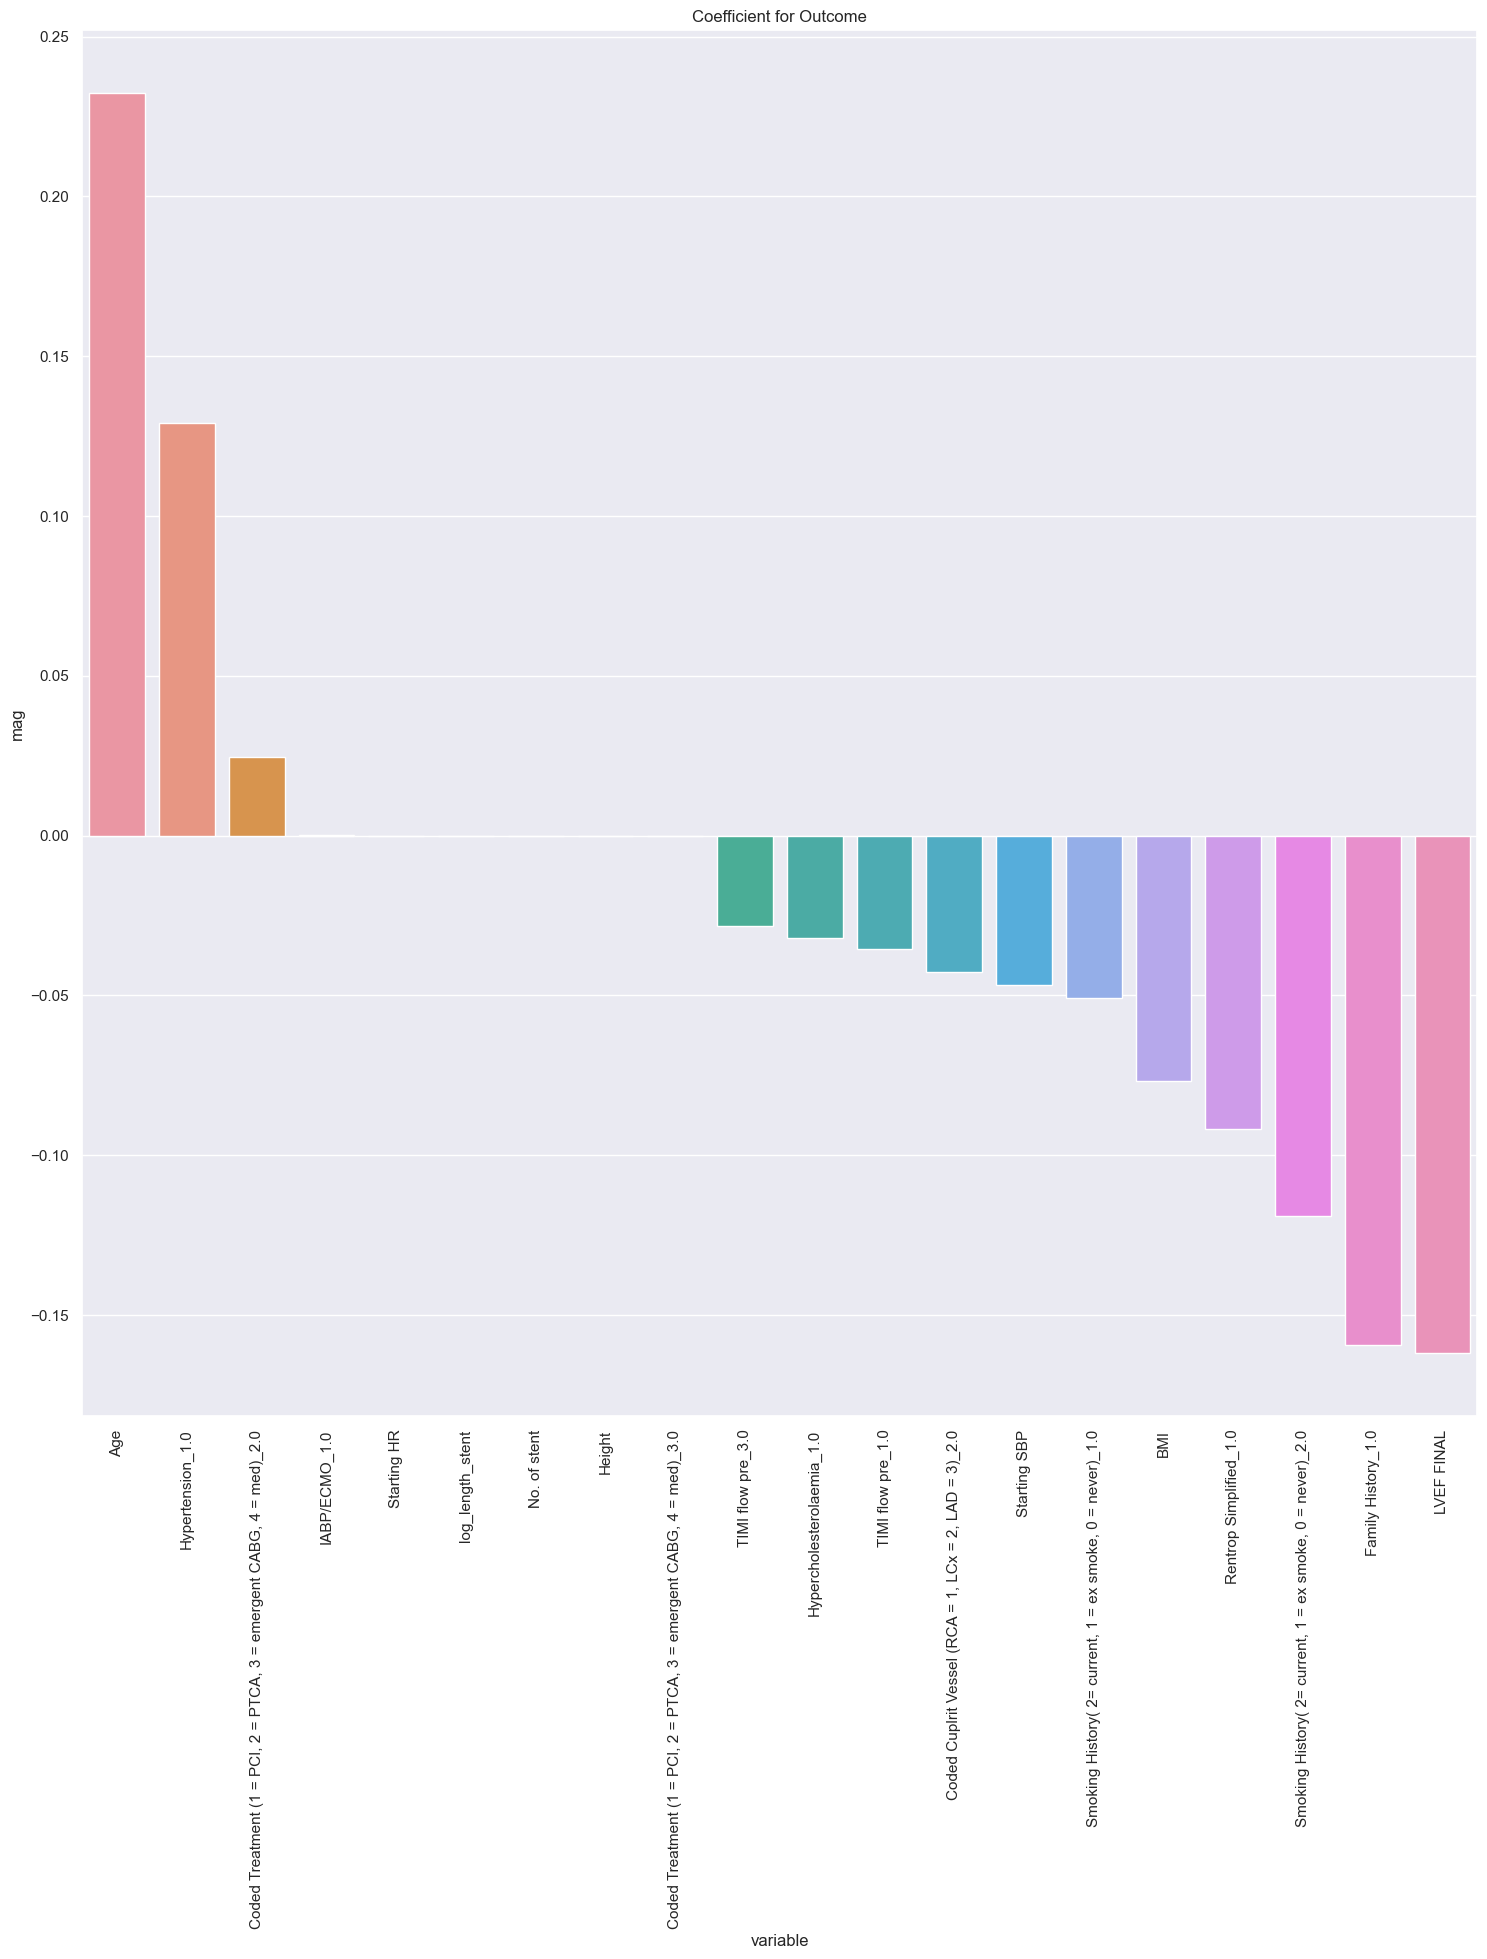 Coefficient for Outcome
0.25
0.20
0.15
0.10
0.05
0.00
−0.05
−0.10
−0.15
mag
Age
Hypertension_1.0
Coded Treatment (1 = PCI, 2 = PTCA, 3 = emergent CABG, 4 = med)_2.0
IABP/ECMO_1.0
Starting HR
log_length_stent
No. of stent
Height
Coded Treatment (1 = PCI, 2 = PTCA, 3 = emergent CABG, 4 = med)_3.0
TIMI flow pre_3.0
Hypercholesterolaemia_1.0
TIMI flow pre_1.0
Coded Cuplrit Vessel (RCA = 1, LCx = 2, LAD = 3)_2.0
Starting SBP
Smoking History( 2= current, 1 = ex smoke, 0 = never)_1.0
BMI
Rentrop Simplified_1.0
Smoking History( 2= current, 1 = ex smoke, 0 = never)_2.0
Family History_1.0
LVEF FINAL
variable